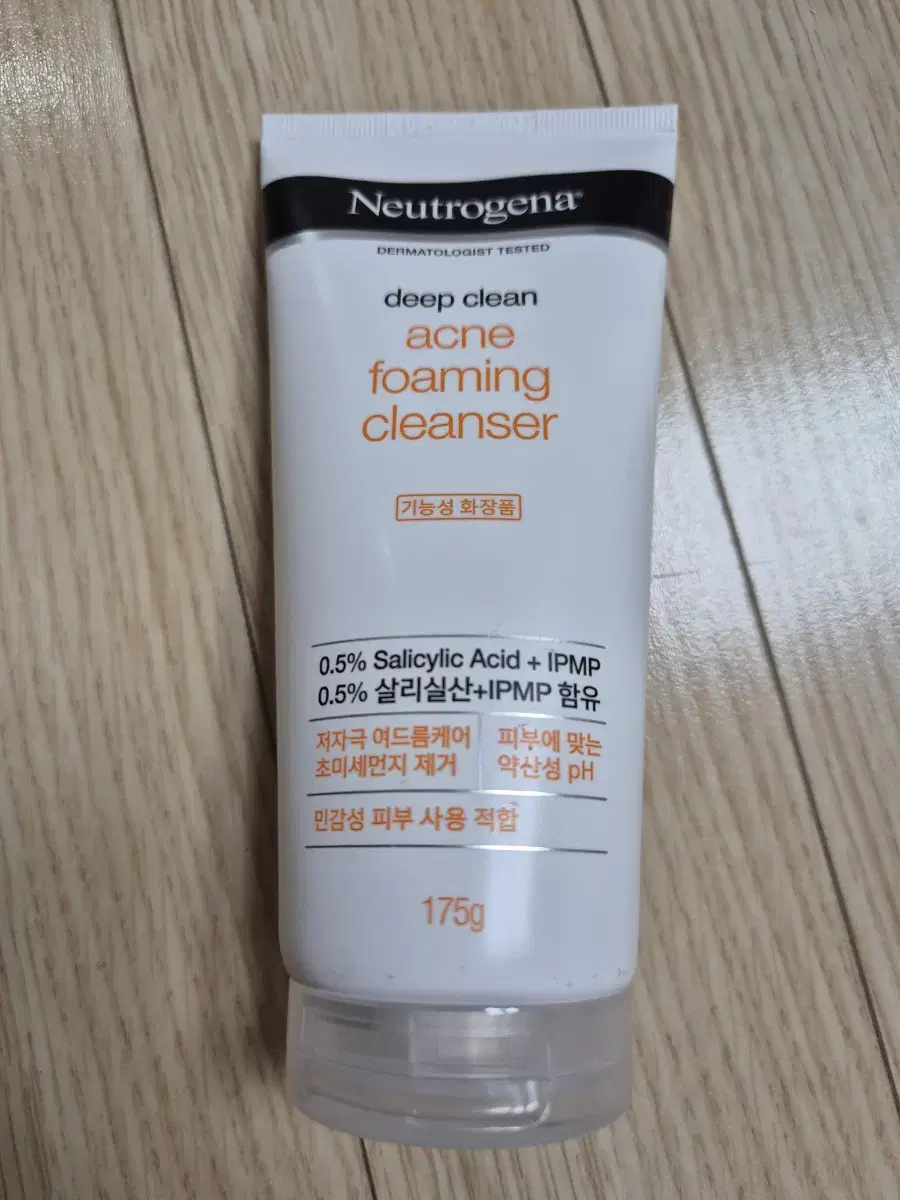 Neutrogena®
DERMATOLOGIST TESTED
deep clean
acne
foaming
cleanser
기능성 화장품
0.5% Salicylic Acid + IPMP
0.5% 살리실산+IPMP 함유
저자극 여드름케어
초미세먼지 제거
피부에 맞는
약산성 pH
민감성 피부 사용 적합
175g